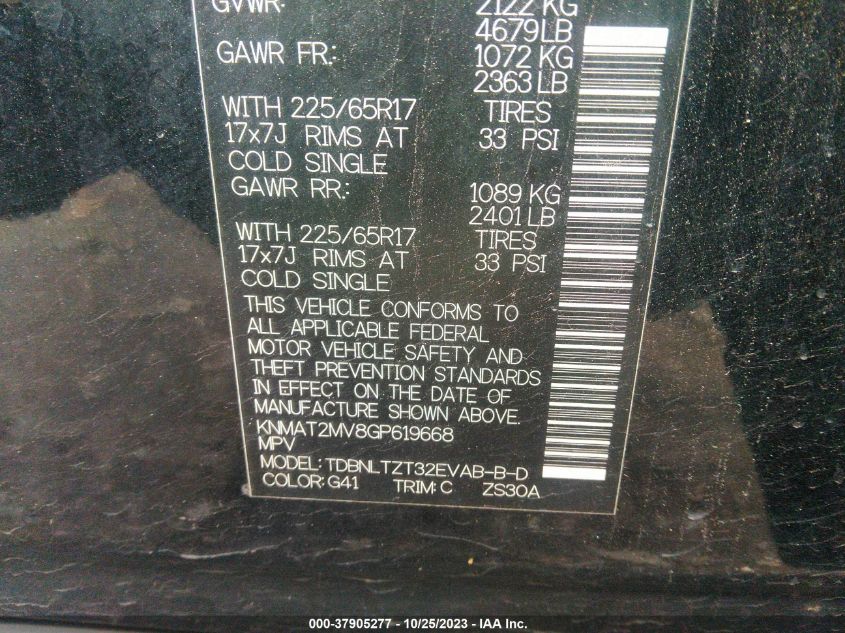 GVWR: 2122 KG
4679 LB
GAWR FR.: 1072 KG
2363 LB
WITH 225/65R17 TIRES
17x7J RIMS AT 33 PSI
COLD SINGLE
GAWR RR.: 1089 KG
2401 LB
WITH 225/65R17 TIRES
17x7J RIMS AT 33 PSI
COLD SINGLE
THIS VEHICLE CONFORMS TO
ALL APPLICABLE FEDERAL
MOTOR VEHICLE SAFETY AND
THEFT PREVENTION STANDARDS
IN EFFECT ON THE DATE OF
MANUFACTURE SHOWN ABOVE.
KNMAT2MV8GP619668
MPV
MODEL: TDBNLTZT32EVAB-B-D
COLOR: G41 TRIM: C ZS30A
000-37905277 - 10/25/2023 - IAA Inc.